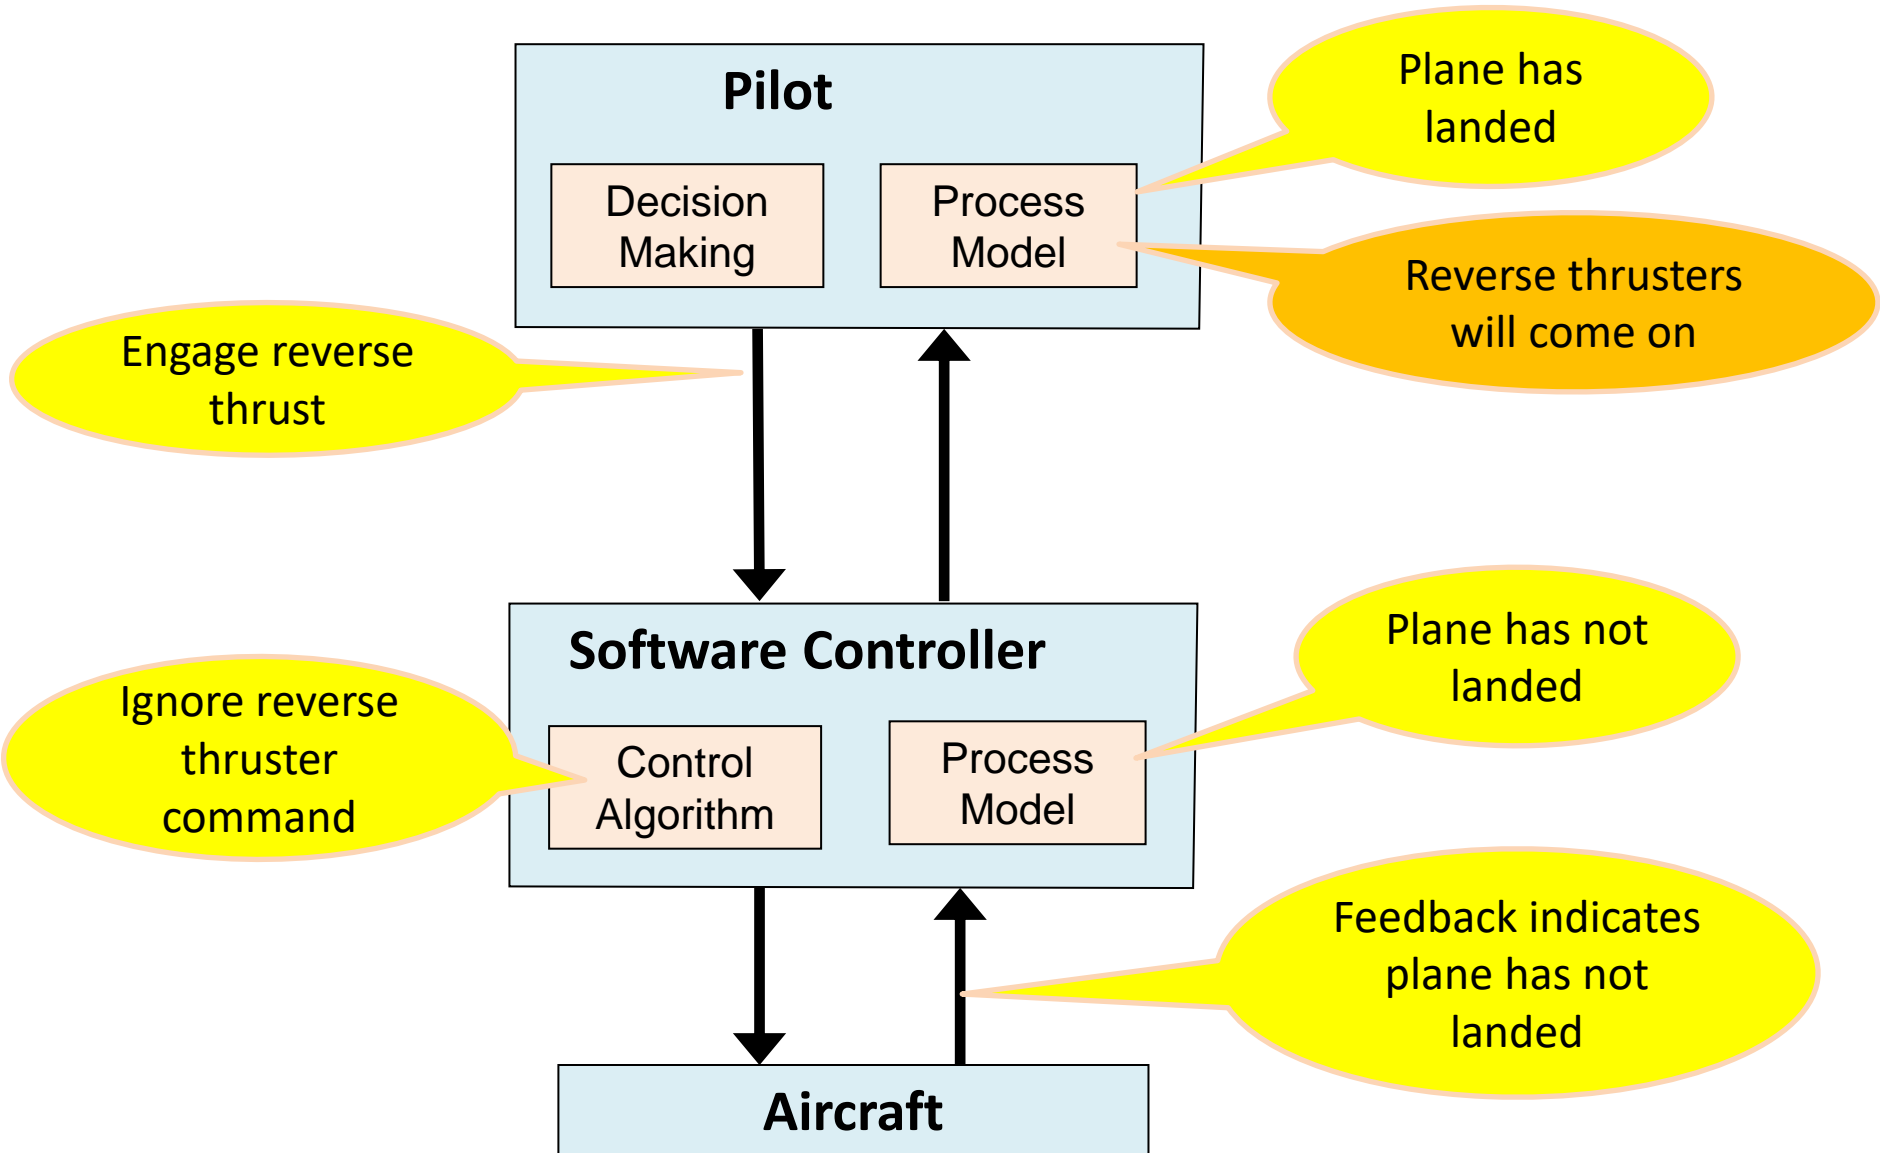 Pilot
Plane has
landed
Decision
Making
Process
Model
Reverse thrusters
will come on
Engage reverse
thrust
Software Controller
Plane has not
landed
Ignore reverse
thruster
command
Control
Algorithm
Process
Model
Feedback indicates
plane has not
landed
Aircraft